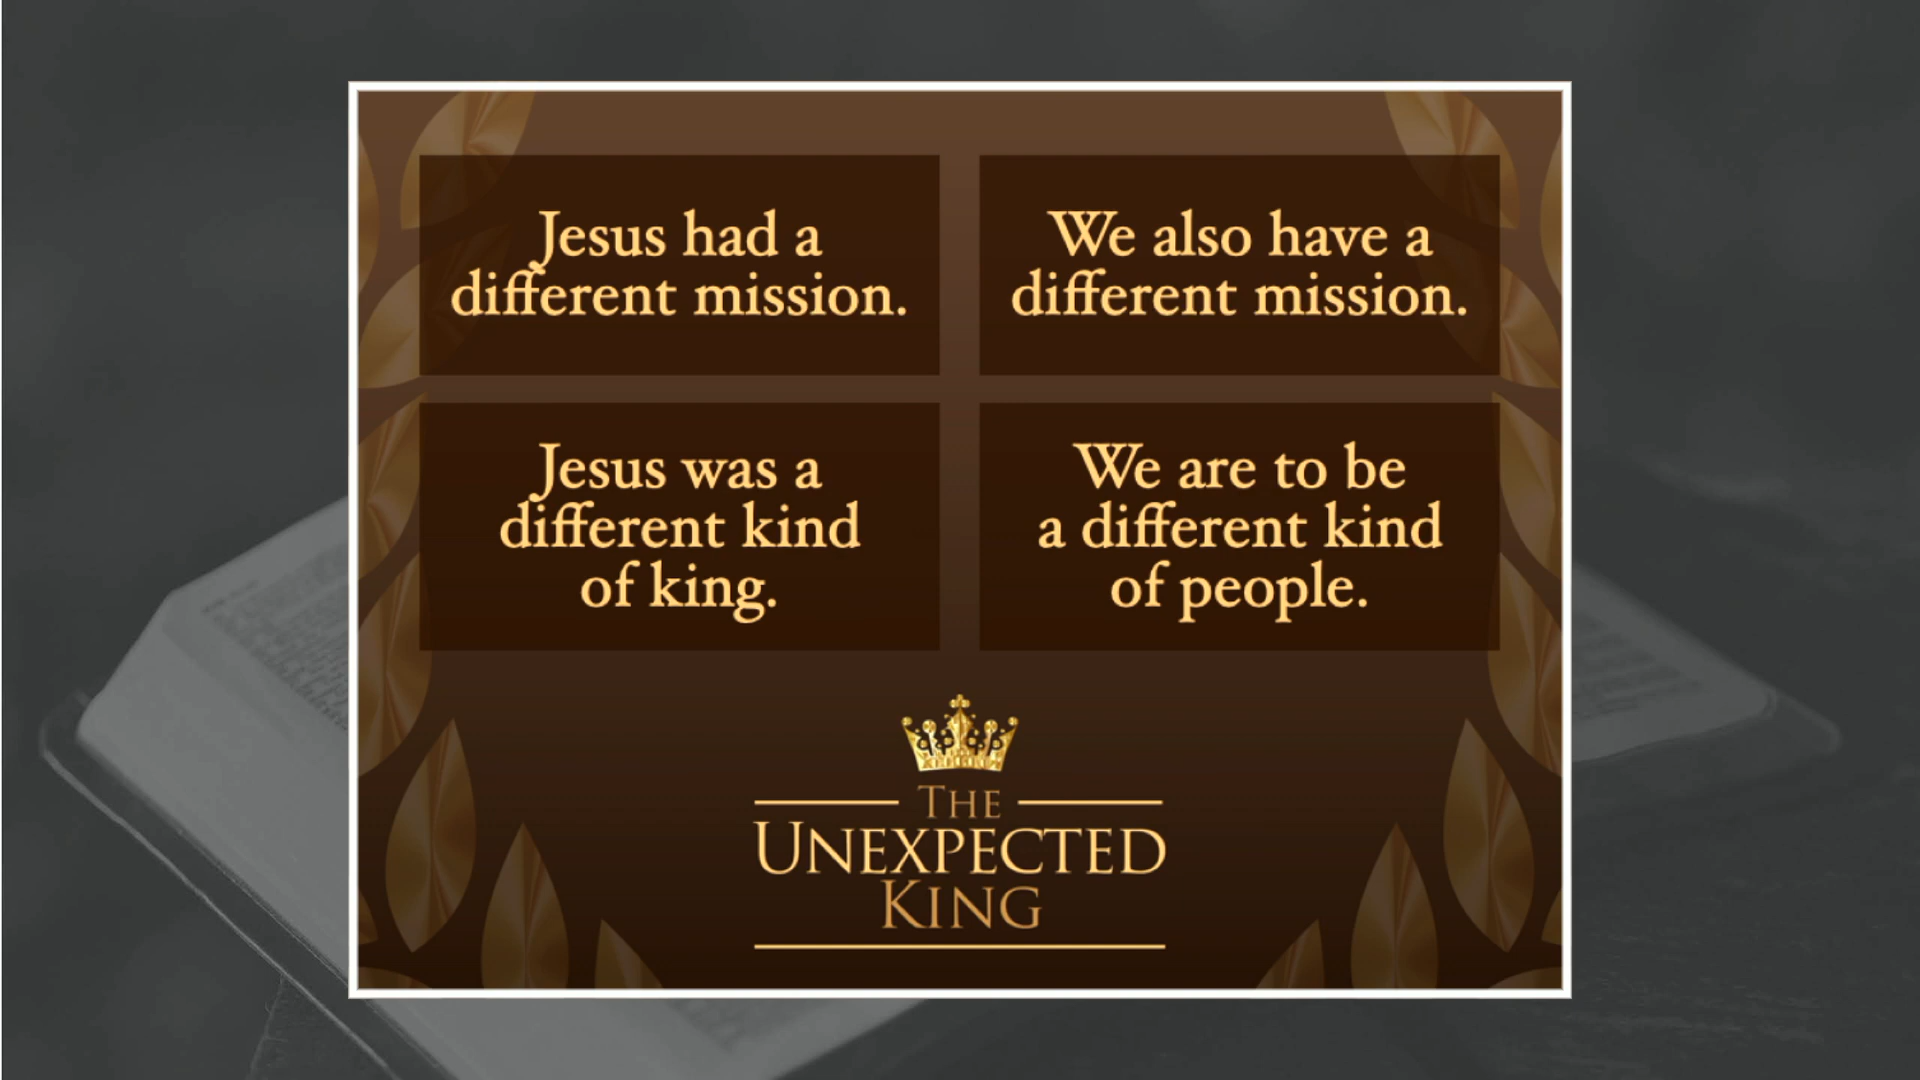 Jesus had a
different mission.
We also have a
different mission.
Jesus was a
different kind
of king.
We are to be
a different kind
of people.
THE
UNEXPECTED
KING